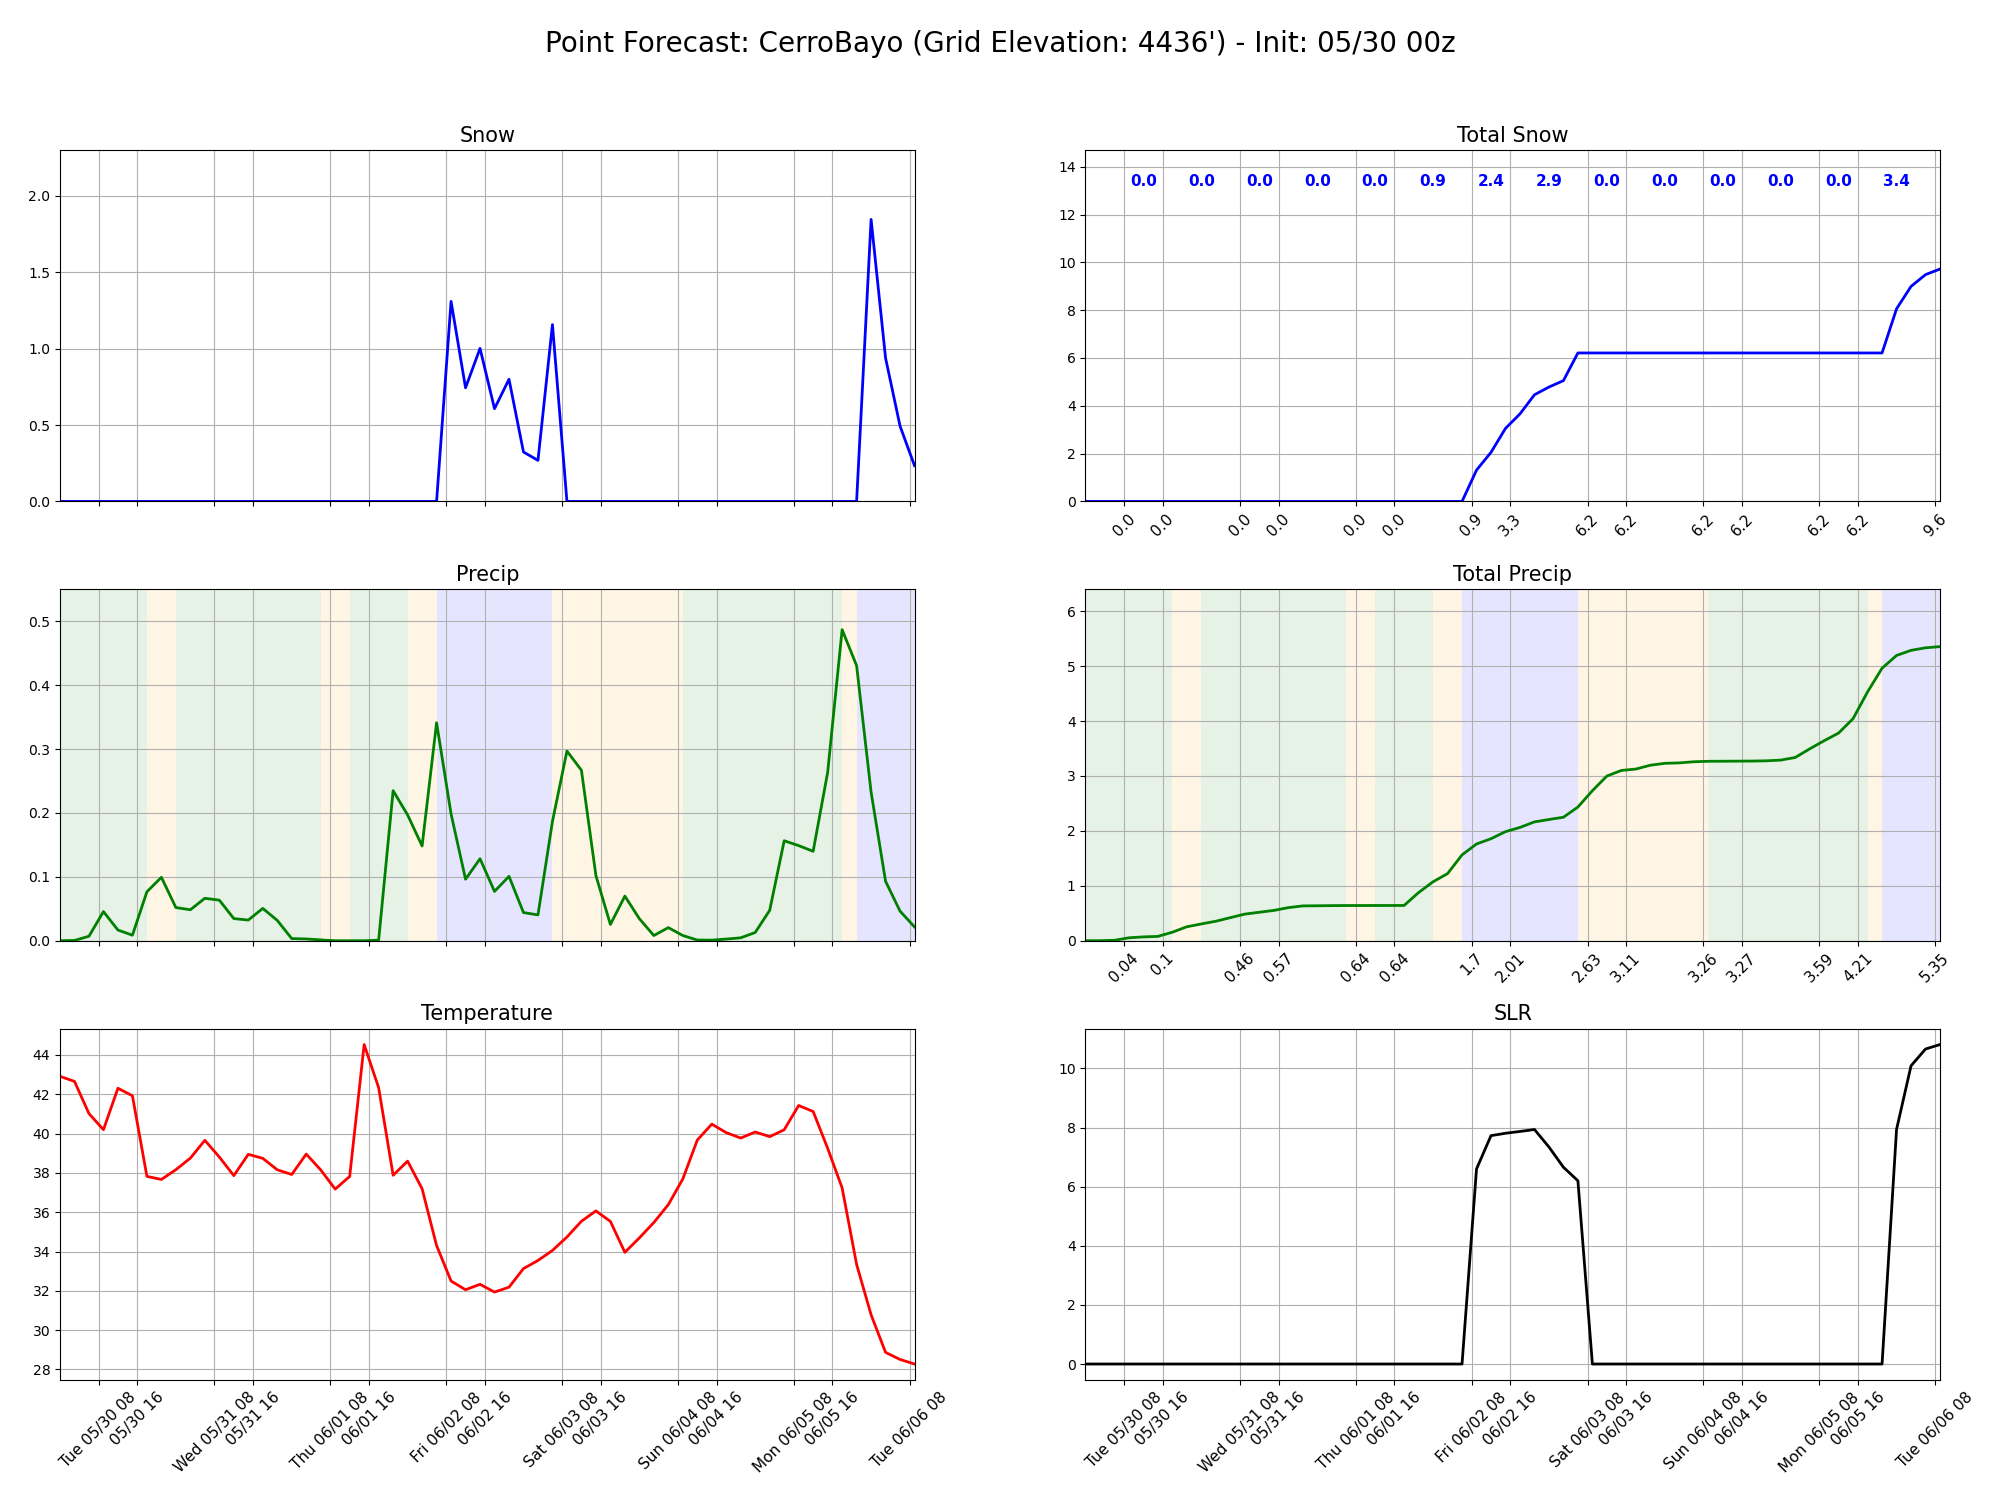 Point Forecast: CerroBayo (Grid Elevation: 4436') - Init: 05/30 00z
Snow
2.0
1.5
1.0
0.5
0.0
Total Snow
14
12
10
8
6
4
2
0
0.0 0.0 0.0 0.0 0.0 0.9 2.4 2.9 0.0 0.0 0.0 0.0 0.0 3.4
0.0 0.0 0.0 0.0 0.0 0.0 0.9 3.3 6.2 6.2 6.2 6.2 6.2 6.2 9.6
Precip
0.5
0.4
0.3
0.2
0.1
0.0
Total Precip
6
5
4
3
2
1
0
0.04 0.1 0.46 0.57 0.64 0.64 1.7 2.01 2.63 3.11 3.26 3.27 3.59 4.21 5.35
Temperature
44
42
40
38
36
34
32
30
28
Tue 05/30 08
05/30 16
Wed 05/31 08
05/31 16
Thu 06/01 08
06/01 16
Fri 06/02 08
06/02 16
Sat 06/03 08
06/03 16
Sun 06/04 08
06/04 16
Mon 06/05 08
06/05 16
Tue 06/06 08
SLR
10
8
6
4
2
0
Tue 05/30 08
05/30 16
Wed 05/31 08
05/31 16
Thu 06/01 08
06/01 16
Fri 06/02 08
06/02 16
Sat 06/03 08
06/03 16
Sun 06/04 08
06/04 16
Mon 06/05 08
06/05 16
Tue 06/06 08